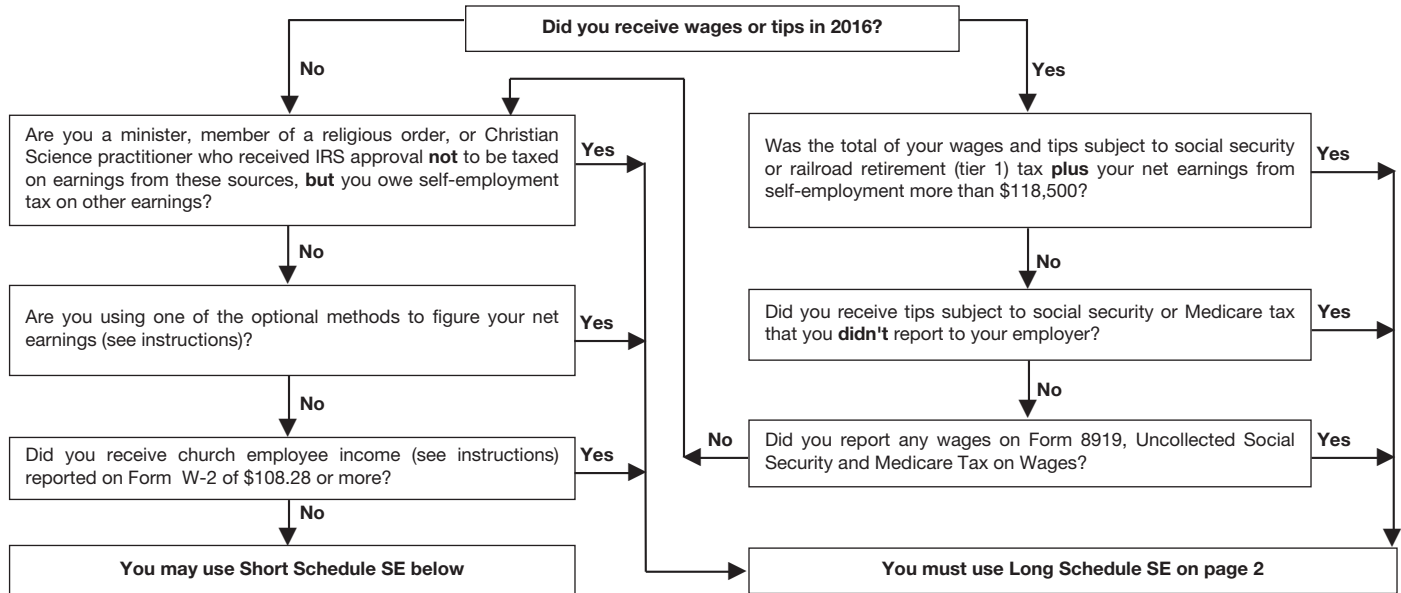 Did you receive wages or tips in 2016?
No
Yes
Are you a minister, member of a religious order, or Christian
Science practitioner who received IRS approval not to be taxed
on earnings from these sources, but you owe self-employment
tax on other earnings?
Yes
Was the total of your wages and tips subject to social security
or railroad retirement (tier 1) tax plus your net earnings from
self-employment more than $118,500?
Yes
No
No
Are you using one of the optional methods to figure your net
earnings (see instructions)?
Yes
Did you receive tips subject to social security or Medicare tax
that you didn't report to your employer?
Yes
No
No
Did you receive church employee income (see instructions)
reported on Form W-2 of $108.28 or more?
Yes
No
Did you report any wages on Form 8919, Uncollected Social
Security and Medicare Tax on Wages?
Yes
No
You may use Short Schedule SE below
You must use Long Schedule SE on page 2